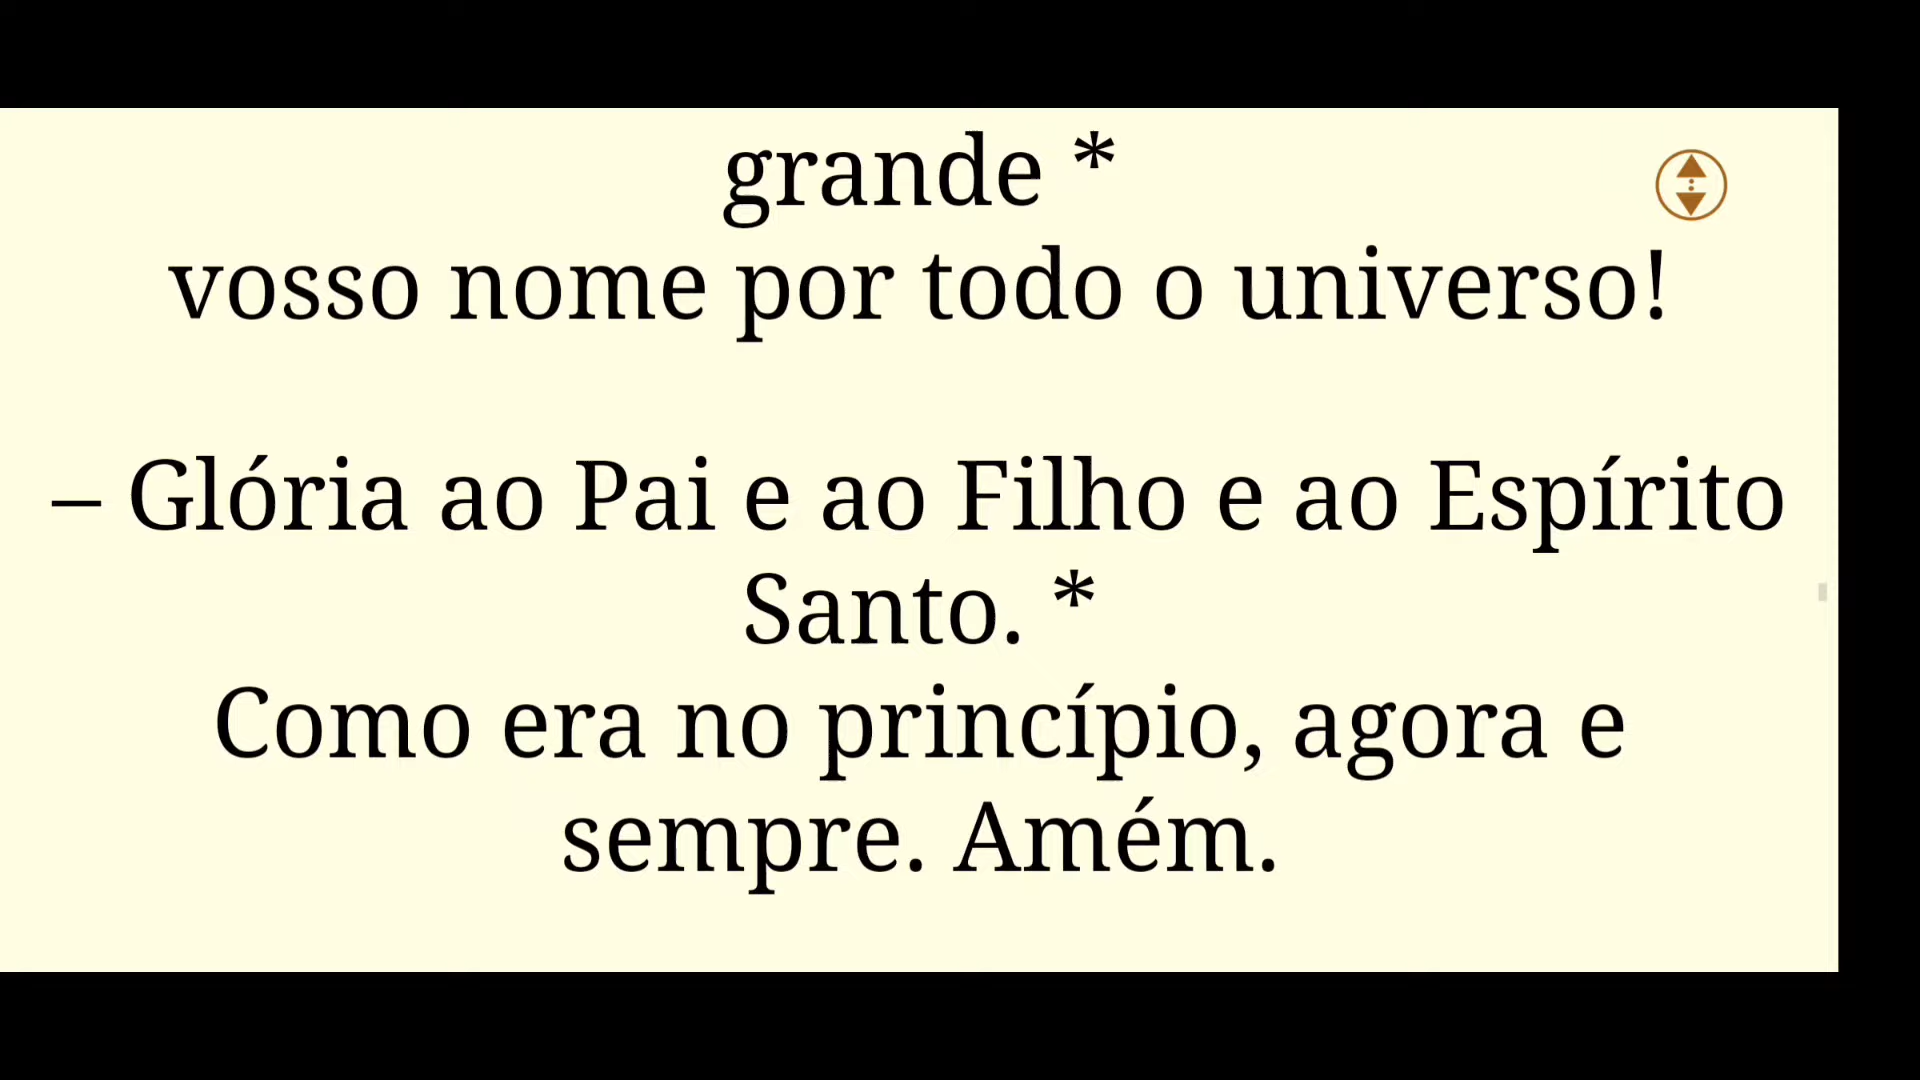 grande *
vosso nome por todo o universo!
– Glória ao Pai e ao Filho e ao Espírito
Santo. *
Como era no princípio, agora e
sempre. Amém.